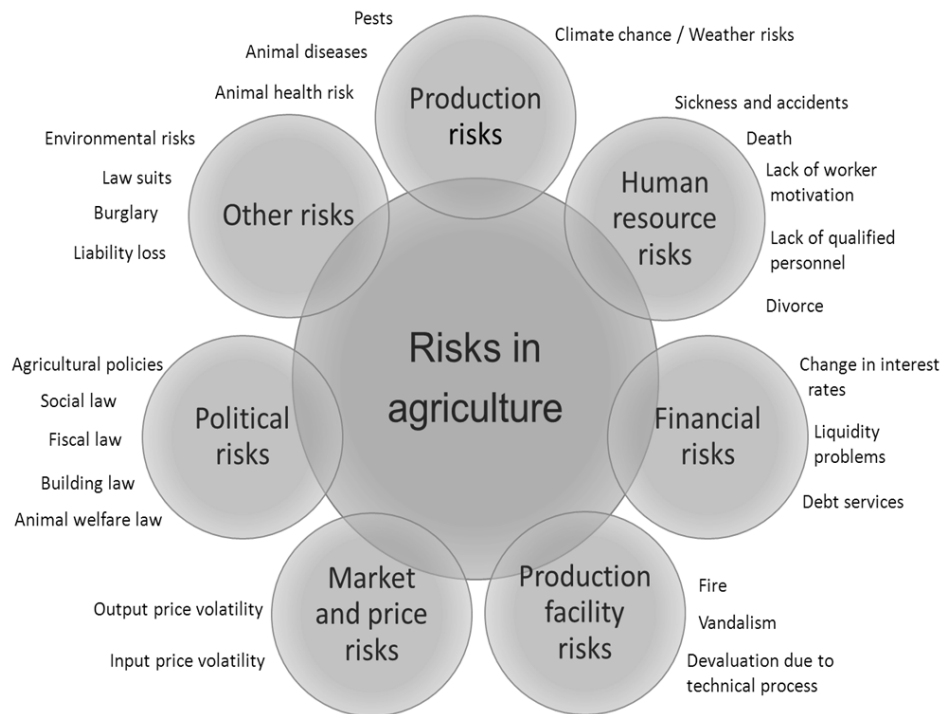 Pests
Climate chance / Weather risks
Animal diseases
Animal health risk
Production
risks
Sickness and accidents
Death
Lack of worker
motivation
Lack of qualified
personnel
Divorce
Human
resource
risks
Environmental risks
Law suits
Burglary
Liability loss
Other risks
Risks in
agriculture
Agricultural policies
Social law
Fiscal law
Building law
Animal welfare law
Political
risks
Change in interest
rates
Liquidity
problems
Debt services
Financial
risks
Output price volatility
Input price volatility
Market
and price
risks
Production
facility
risks
Fire
Vandalism
Devaluation due to
technical process